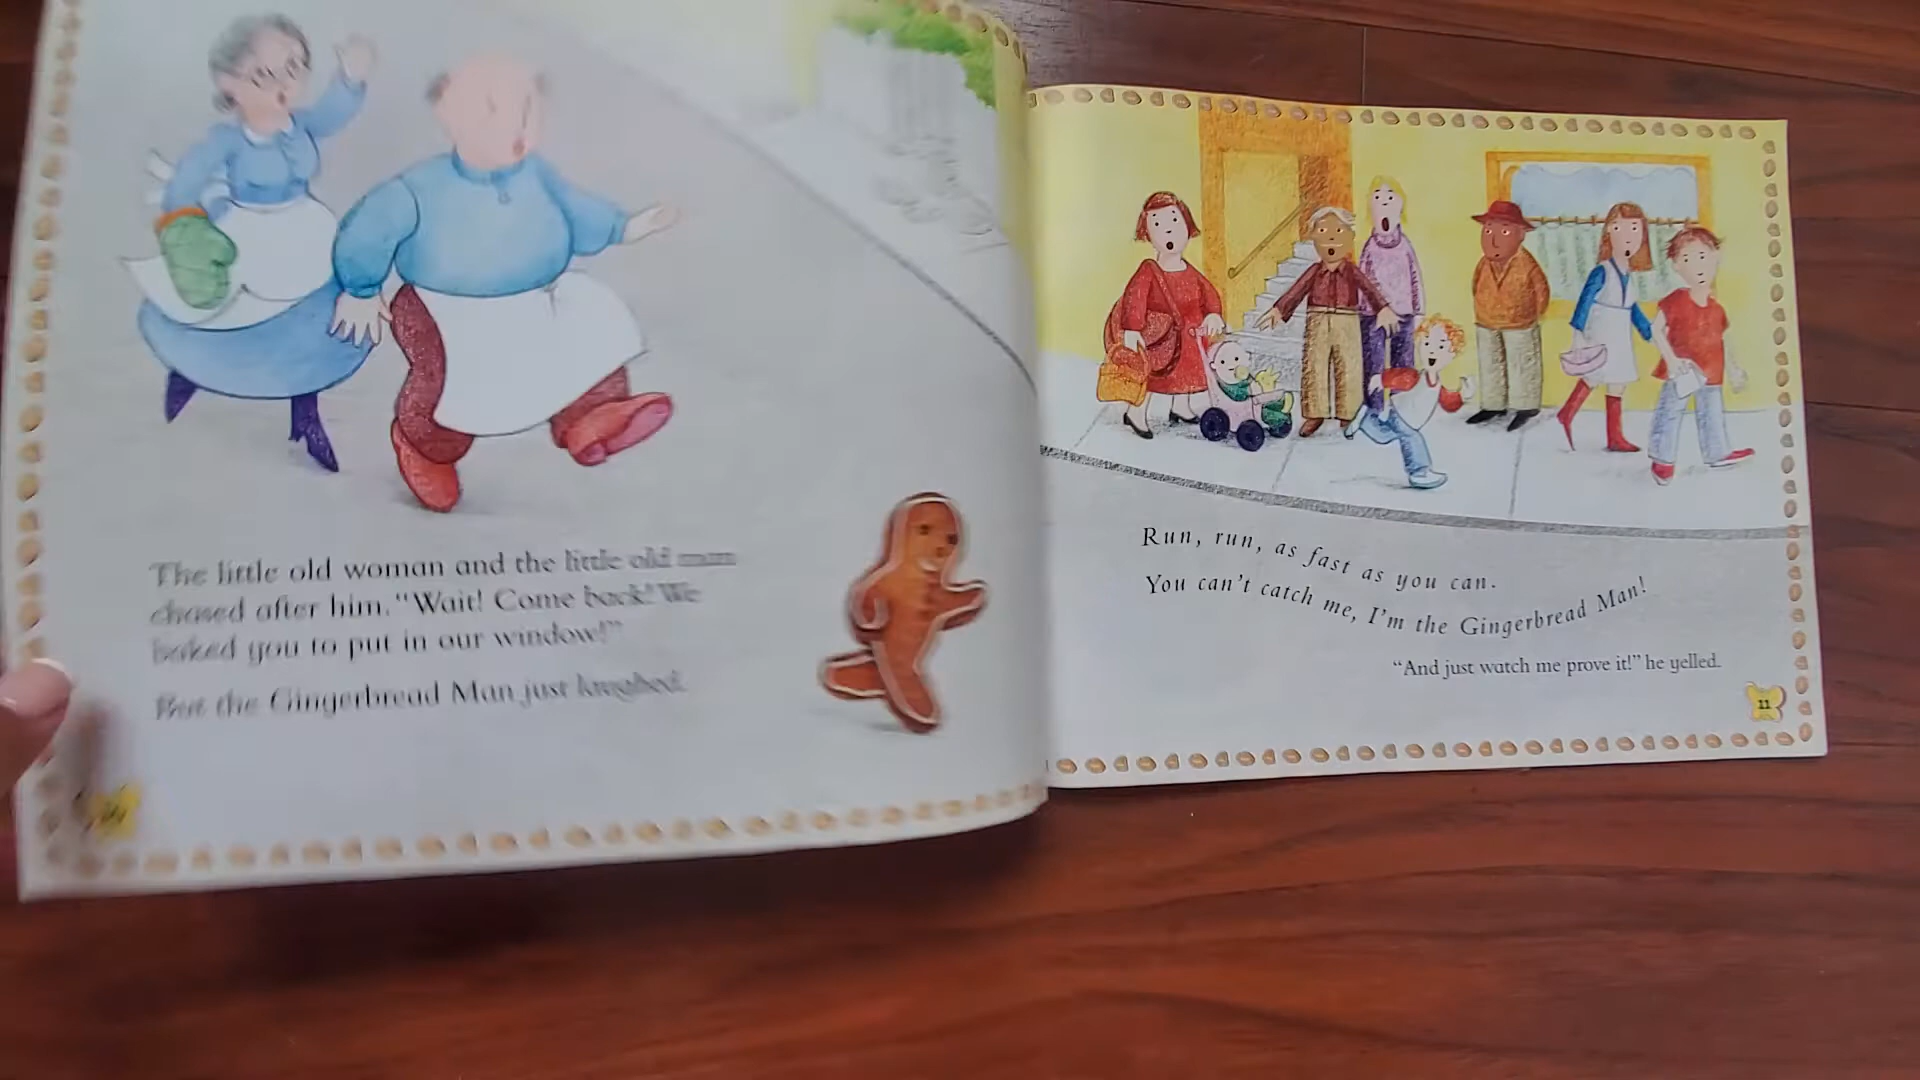 The little old woman and the little old man
chased after him. “Wait! Come back! We
baked you to put in our window!”
But the Gingerbread Man just laughed.
Run, run, as fast as you can.
You can't catch me, I'm the Gingerbread Man!
“And just watch me prove it!” he yelled.
11